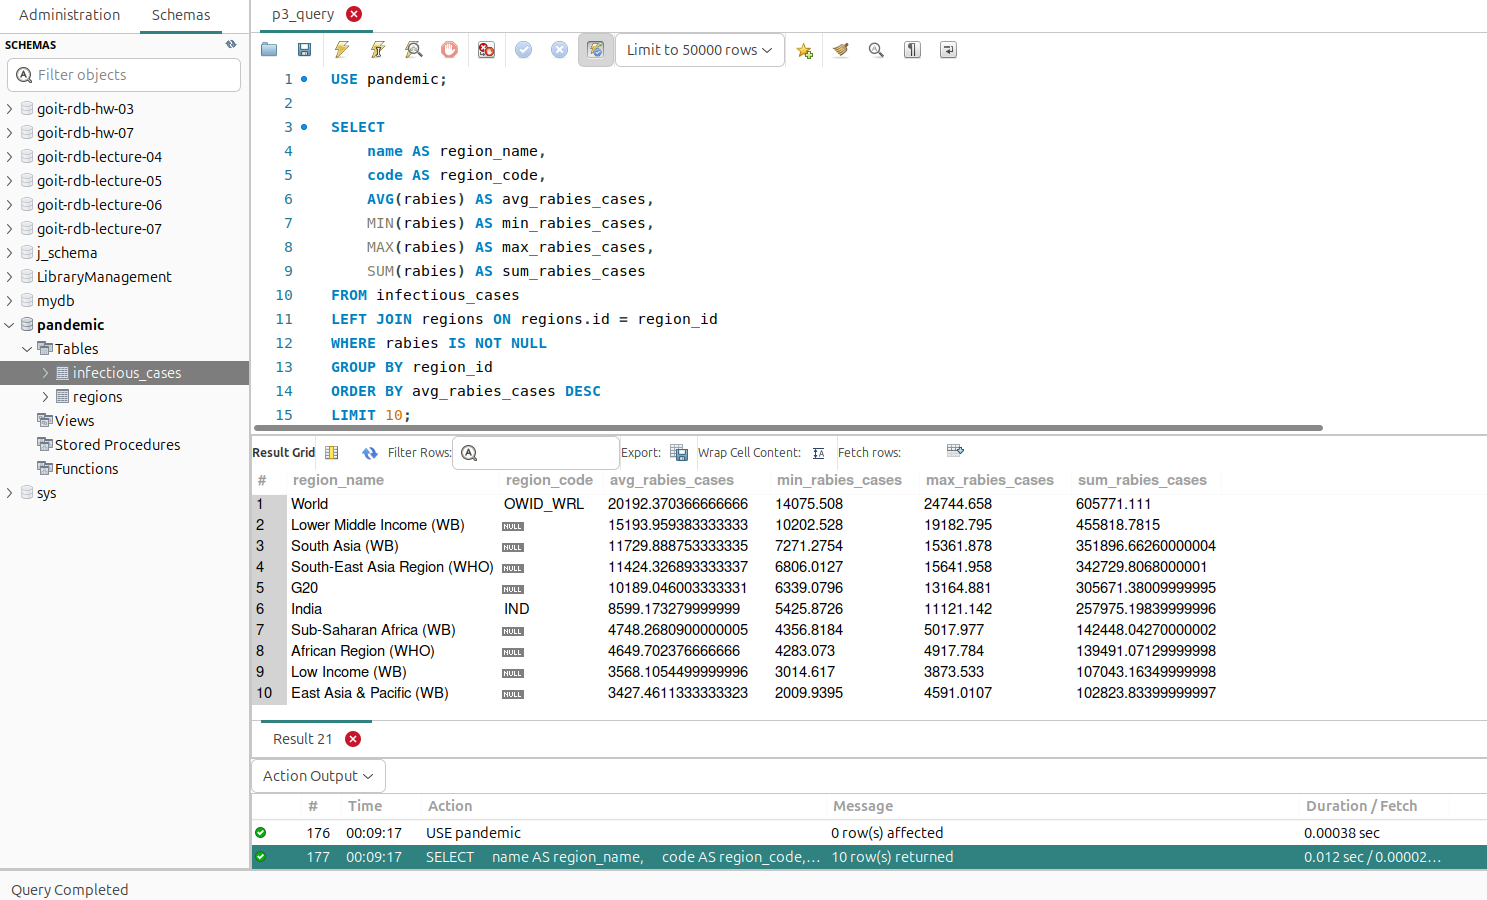 Administration Schemas
SCHEMAS
Filter objects
goit-rdb-hw-03
goit-rdb-hw-07
goit-rdb-lecture-04
goit-rdb-lecture-05
goit-rdb-lecture-06
goit-rdb-lecture-07
j_schema
LibraryManagement
mydb
pandemic
Tables
infectious_cases
regions
Views
Stored Procedures
Functions
sys
p3_query
Limit to 50000 rows
1 USE pandemic;
2
3 SELECT
4 name AS region_name,
5 code AS region_code,
6 AVG(rabies) AS avg_rabies_cases,
7 MIN(rabies) AS min_rabies_cases,
8 MAX(rabies) AS max_rabies_cases,
9 SUM(rabies) AS sum_rabies_cases
10 FROM infectious_cases
11 LEFT JOIN regions ON regions.id = region_id
12 WHERE rabies IS NOT NULL
13 GROUP BY region_id
14 ORDER BY avg_rabies_cases DESC
15 LIMIT 10;
Result Grid Filter Rows: Export: Wrap Cell Content: Fetch rows:
# region_name region_code avg_rabies_cases min_rabies_cases max_rabies_cases sum_rabies_cases
1 World OWID_WRL 20192.370366666666 14075.508 24744.658 605771.111
2 Lower Middle Income (WB) NULL 15193.959383333333 10202.528 19182.795 455818.7815
3 South Asia (WB) NULL 11729.888753333335 7271.2754 15361.878 351896.66260000004
4 South-East Asia Region (WHO) NULL 11424.326893333337 6806.0127 15641.958 342729.8068000001
5 G20 NULL 10189.046003333331 6339.0796 13164.881 305671.38009999995
6 India IND 8599.173279999999 5425.8726 11121.142 257975.19839999996
7 Sub-Saharan Africa (WB) NULL 4748.2680900000005 4356.8184 5017.977 142448.04270000002
8 African Region (WHO) NULL 4649.702376666666 4283.073 4917.784 139491.07129999998
9 Low Income (WB) NULL 3568.1054499999996 3014.617 3873.533 107043.16349999998
10 East Asia & Pacific (WB) NULL 3427.4611333333323 2009.9395 4591.0107 102823.83399999997
Result 21
Action Output
# Time Action Message Duration / Fetch
176 00:09:17 USE pandemic 0 row(s) affected 0.00038 sec
177 00:09:17 SELECT name AS region_name, code AS region_code,... 10 row(s) returned 0.012 sec / 0.00002...
Query Completed